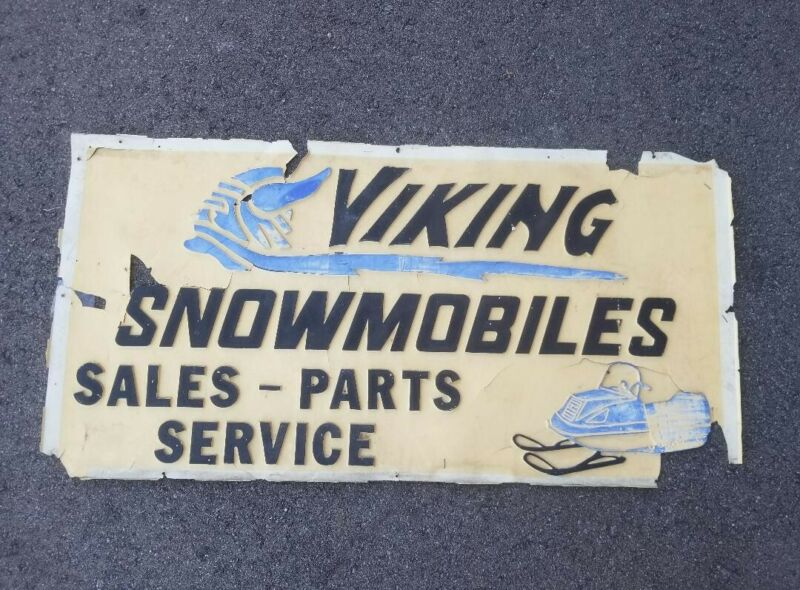 VIKING
SNOWMOBILES
SALES - PARTS
SERVICE